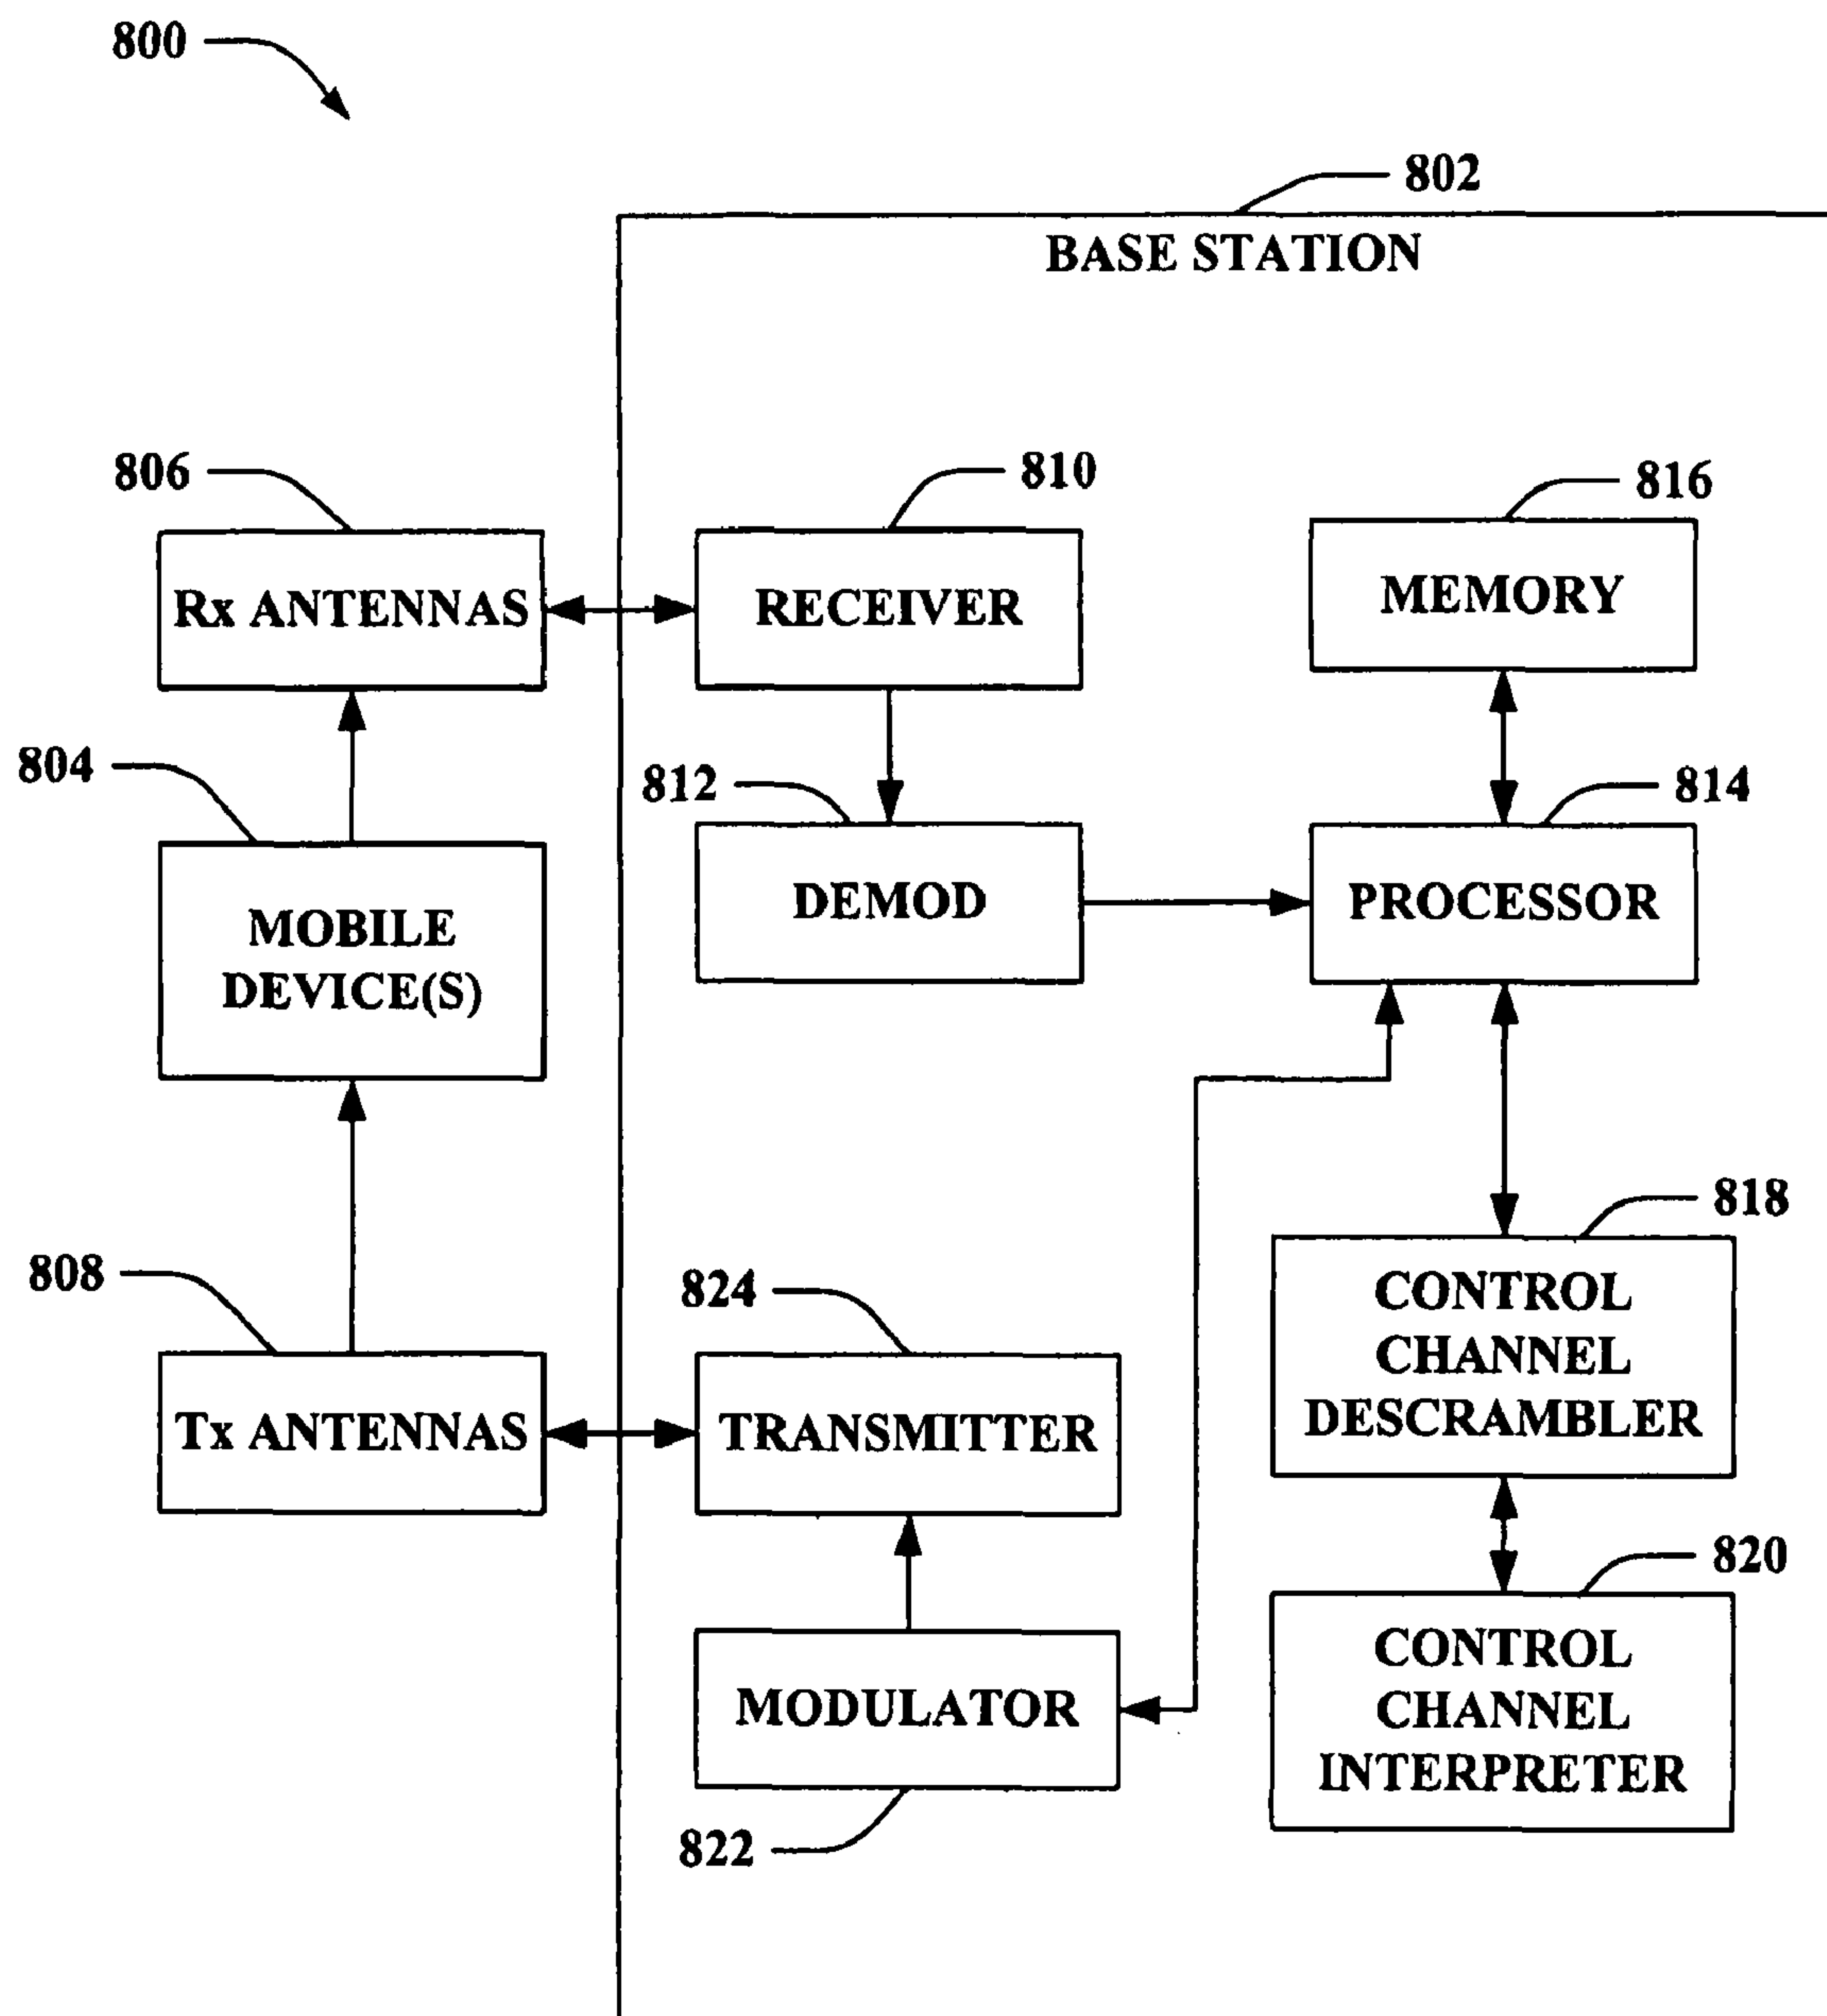 800
802
BASE STATION
806
810
816
Rx ANTENNAS
RECEIVER
MEMORY
804
812
814
MOBILE
DEVICE(S)
DEMOD
PROCESSOR
808
824
818
Tx ANTENNAS
TRANSMITTER
CONTROL
CHANNEL
DESCRAMBLER
820
MODULATOR
822
CONTROL
CHANNEL
INTERPRETER